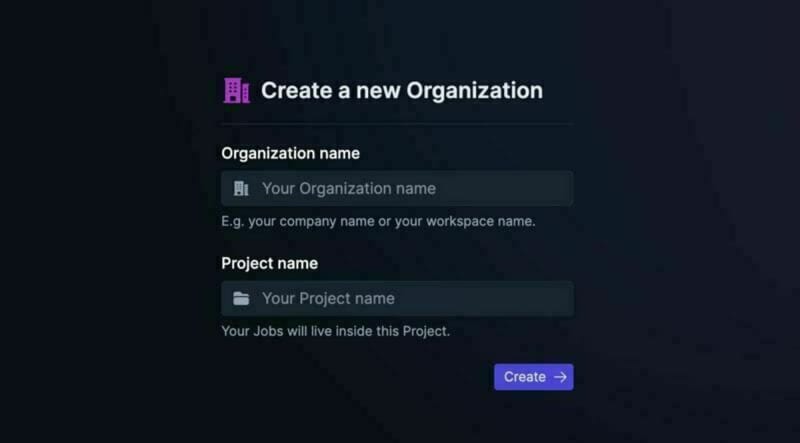 Create a new Organization
Organization name
Your Organization name
E.g. your company name or your workspace name.
Project name
Your Project name
Your Jobs will live inside this Project.
Create